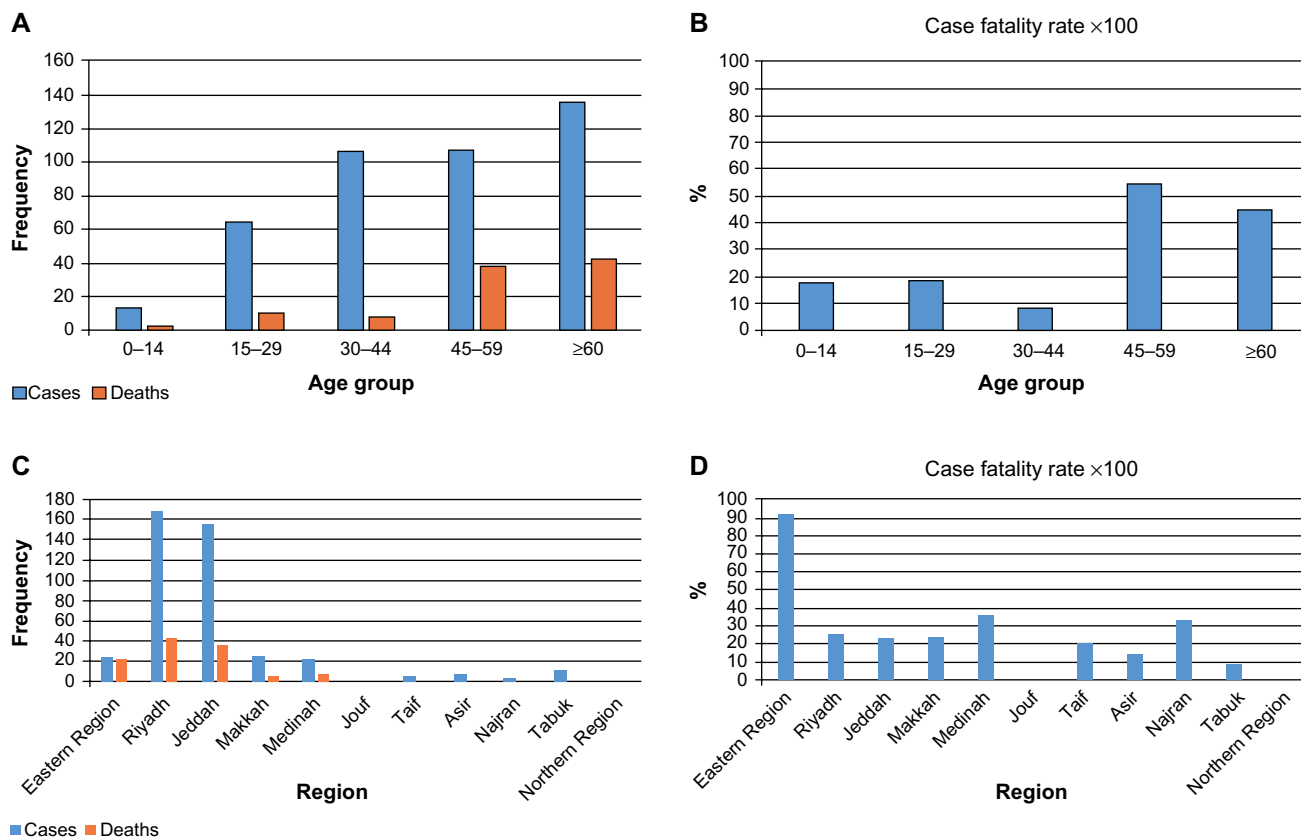 A
160
140
120
100
80
60
40
20
0
Frequency
0–14 15–29 30–44 45–59 ≥60
Age group
Cases Deaths
B
Case fatality rate ×100
100
90
80
70
60
50
40
30
20
10
0
%
0–14 15–29 30–44 45–59 ≥60
Age group
C
180
160
140
120
100
80
60
40
20
0
Frequency
Eastern Region
Riyadh
Jeddah
Makkah
Medinah
Jouf
Taif
Asir
Najran
Tabuk
Northern Region
Region
Cases Deaths
D
Case fatality rate ×100
100
90
80
70
60
50
40
30
20
10
0
%
Eastern Region
Riyadh
Jeddah
Makkah
Medinah
Jouf
Taif
Asir
Najran
Tabuk
Northern Region
Region